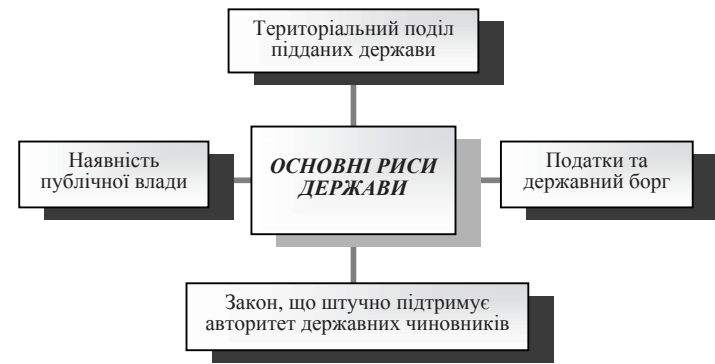 Територіальний поділ
підданих держави
Наявність
публічної влади
ОСНОВНІ РИСИ
ДЕРЖАВИ
Податки та
державний борг
Закон, що штучно підтримує
авторитет державних чиновників